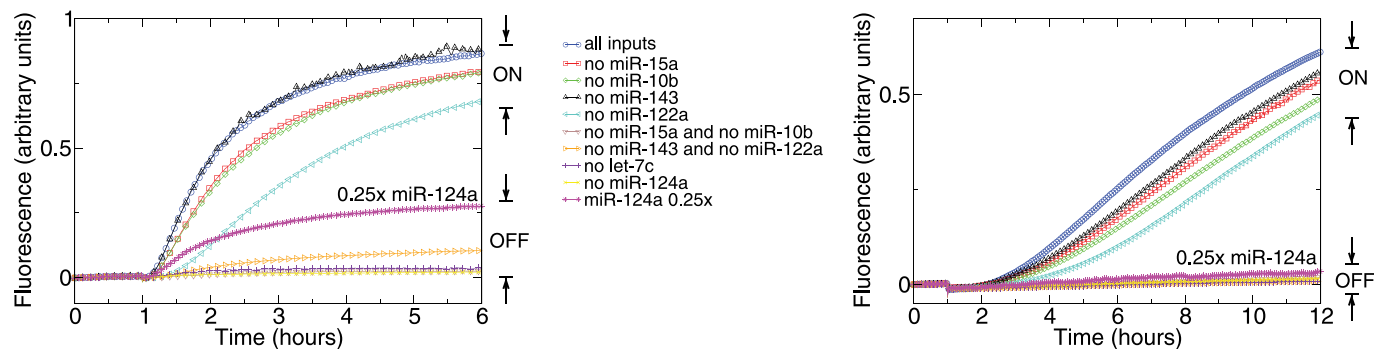 Fluorescence (arbitrary units)
1
0.5
0
0 1 2 3 4 5 6
Time (hours)
0.25x miR-124a
ON
OFF
all inputs
no miR-15a
no miR-10b
no miR-143
no miR-122a
no miR-15a and no miR-10b
no miR-143 and no miR-122a
no let-7c
no miR-124a
miR-124a 0.25x
Fluorescence (arbitrary units)
0.5
0
0 2 4 6 8 10 12
Time (hours)
0.25x miR-124a
ON
OFF